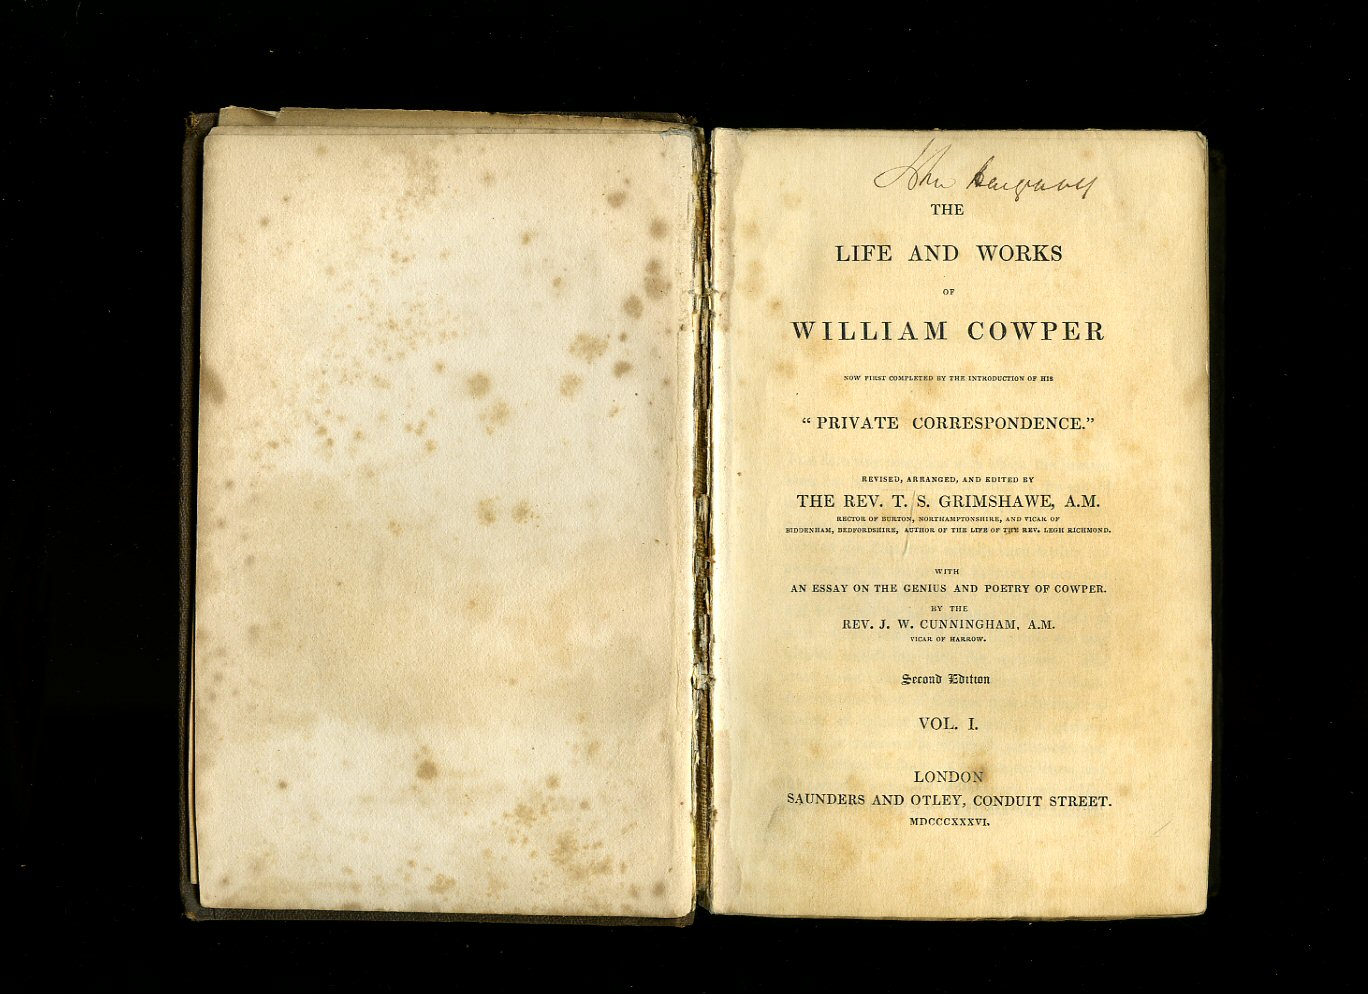 John Hargreaves
THE
LIFE AND WORKS
OF
WILLIAM COWPER
NOW FIRST COMPLETED BY THE INTRODUCTION OF HIS
“PRIVATE CORRESPONDENCE.”
REVISED, ARRANGED, AND EDITED BY
THE REV. T. S. GRIMSHAWE, A.M.
RECTOR OF BURTON, NORTHAMPTONSHIRE, AND VICAR OF
BIDDENHAM, BEDFORDSHIRE, AUTHOR OF THE LIFE OF THE REV. LEGH RICHMOND.
WITH
AN ESSAY ON THE GENIUS AND POETRY OF COWPER.
BY THE
REV. J. W. CUNNINGHAM, A.M.
VICAR OF HARROW.
Second Edition
VOL. I.
LONDON
SAUNDERS AND OTLEY, CONDUIT STREET.
MDCCCXXXVI.